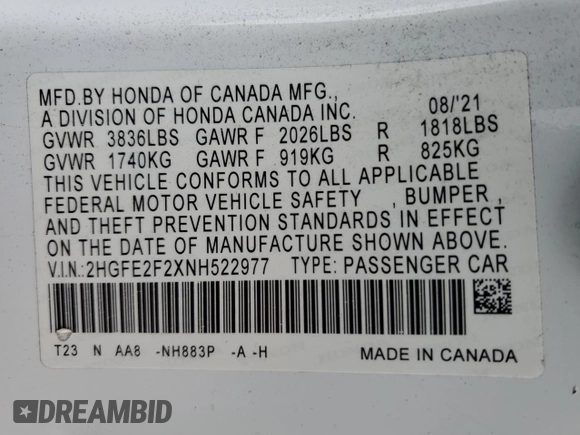 MFD.BY HONDA OF CANADA MFG.,
A DIVISION OF HONDA CANADA INC. 08/'21
GVWR 3836LBS GAWR F 2026LBS R 1818LBS
GVWR 1740KG GAWR F 919KG R 825KG
THIS VEHICLE CONFORMS TO ALL APPLICABLE
FEDERAL MOTOR VEHICLE SAFETY , BUMPER ,
AND THEFT PREVENTION STANDARDS IN EFFECT
ON THE DATE OF MANUFACTURE SHOWN ABOVE.
V.I.N.:2HGFE2F2XNH522977 TYPE: PASSENGER CAR
T23 N AA8 -NH883P -A -H MADE IN CANADA
DREAMBID